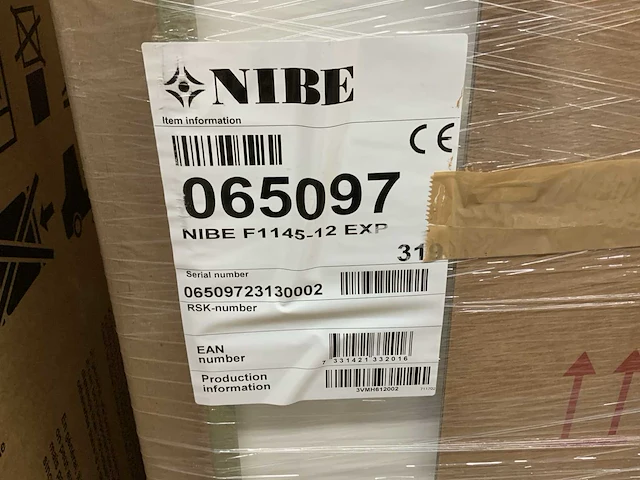 NIBE
Item information
CE
065097
NIBE F1145-12 EXP
319
Serial number
06509723130002
RSK-number
EAN number
7 331421 332016
Production information
3VMH612002